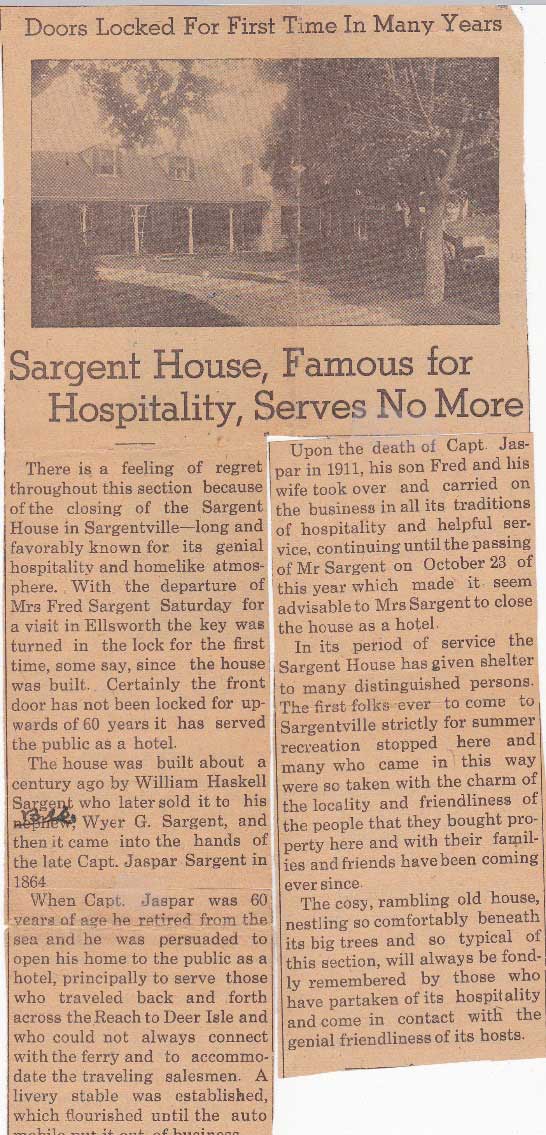 Doors Locked For First Time In Many Years
Sargent House, Famous for
Hospitality, Serves No More
There is a feeling of regret
throughout this section because
of the closing of the Sargent
House in Sargentville—long and
favorably known for its genial
hospitality and homelike atmos-
phere. With the departure of
Mrs Fred Sargent Saturday for
a visit in Ellsworth the key was
turned in the lock for the first
time, some say, since the house
was built. Certainly the front
door has not been locked for up-
wards of 60 years it has served
the public as a hotel.
The house was built about a
century ago by William Haskell
Sargent who later sold it to his
nephew, Wyer G. Sargent, and
then it came into the hands of
the late Capt. Jaspar Sargent in
1864
When Capt. Jaspar was 60
years of age he retired from the
sea and he was persuaded to
open his home to the public as a
hotel, principally to serve those
who traveled back and forth
across the Reach to Deer Isle and
who could not always connect
with the ferry and to accommo-
date the traveling salesmen. A
livery stable was established,
which flourished until the auto
mobile put it out of business
Upon the death of Capt. Jas-
par in 1911, his son Fred and his
wife took over and carried on
the business in all its traditions
of hospitality and helpful ser-
vice, continuing until the passing
of Mr Sargent on October 23 of
this year which made it seem
advisable to Mrs Sargent to close
the house as a hotel.
In its period of service the
Sargent House has given shelter
to many distinguished persons.
The first folks ever to come to
Sargentville strictly for summer
recreation stopped here and
many who came in this way
were so taken with the charm of
the locality and friendliness of
the people that they bought pro-
perty here and with their famil-
ies and friends have been coming
ever since.
The cosy, rambling old house,
nestling so comfortably beneath
its big trees and so typical of
this section, will always be fond-
ly remembered by those who
have partaken of its hospitality
and come in contact with the
genial friendliness of its hosts.